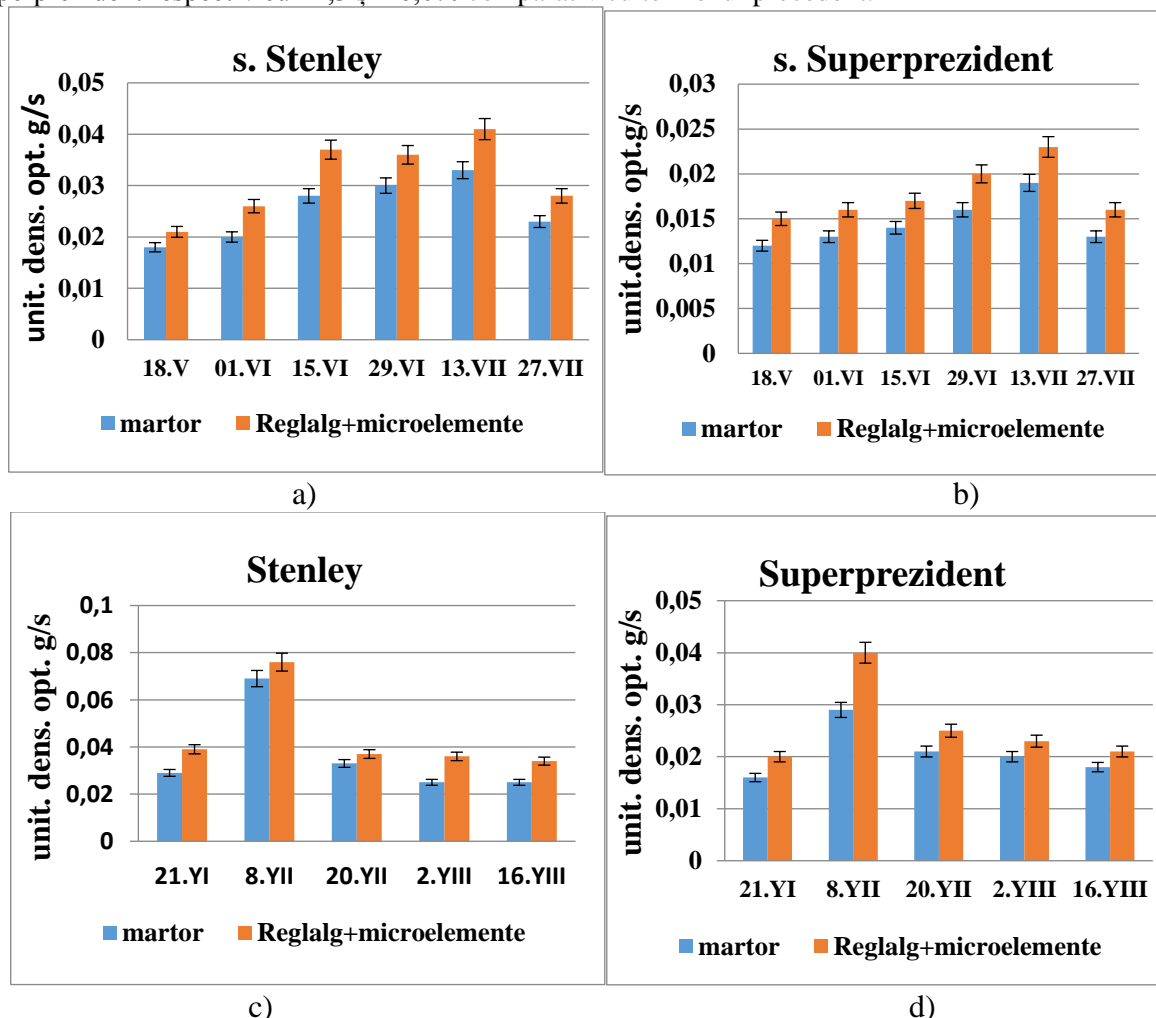 s. Stenley
unit. dens. opt. g/s
0,05
0,04
0,03
0,02
0,01
0
18.V 01.VI 15.VI 29.VI 13.VII 27.VII
martor Reglalg+microelemente
a)
s. Superprezident
unit.dens. opt.g/s
0,03
0,025
0,02
0,015
0,01
0,005
0
18.V 01.VI 15.VI 29.VI 13.VII 27.VII
martor Reglalg+microelemente
b)
Stenley
unit. dens. opt. g/s
0,1
0,08
0,06
0,04
0,02
0
21.YI 8.YII 20.YII 2.YIII 16.YIII
martor Reglalg+microelemente
c)
Superprezident
unit. dens. opt. g/s
0,05
0,04
0,03
0,02
0,01
0
21.YI 8.YII 20.YII 2.YIII 16.YIII
martor Reglalg+microelemente
d)